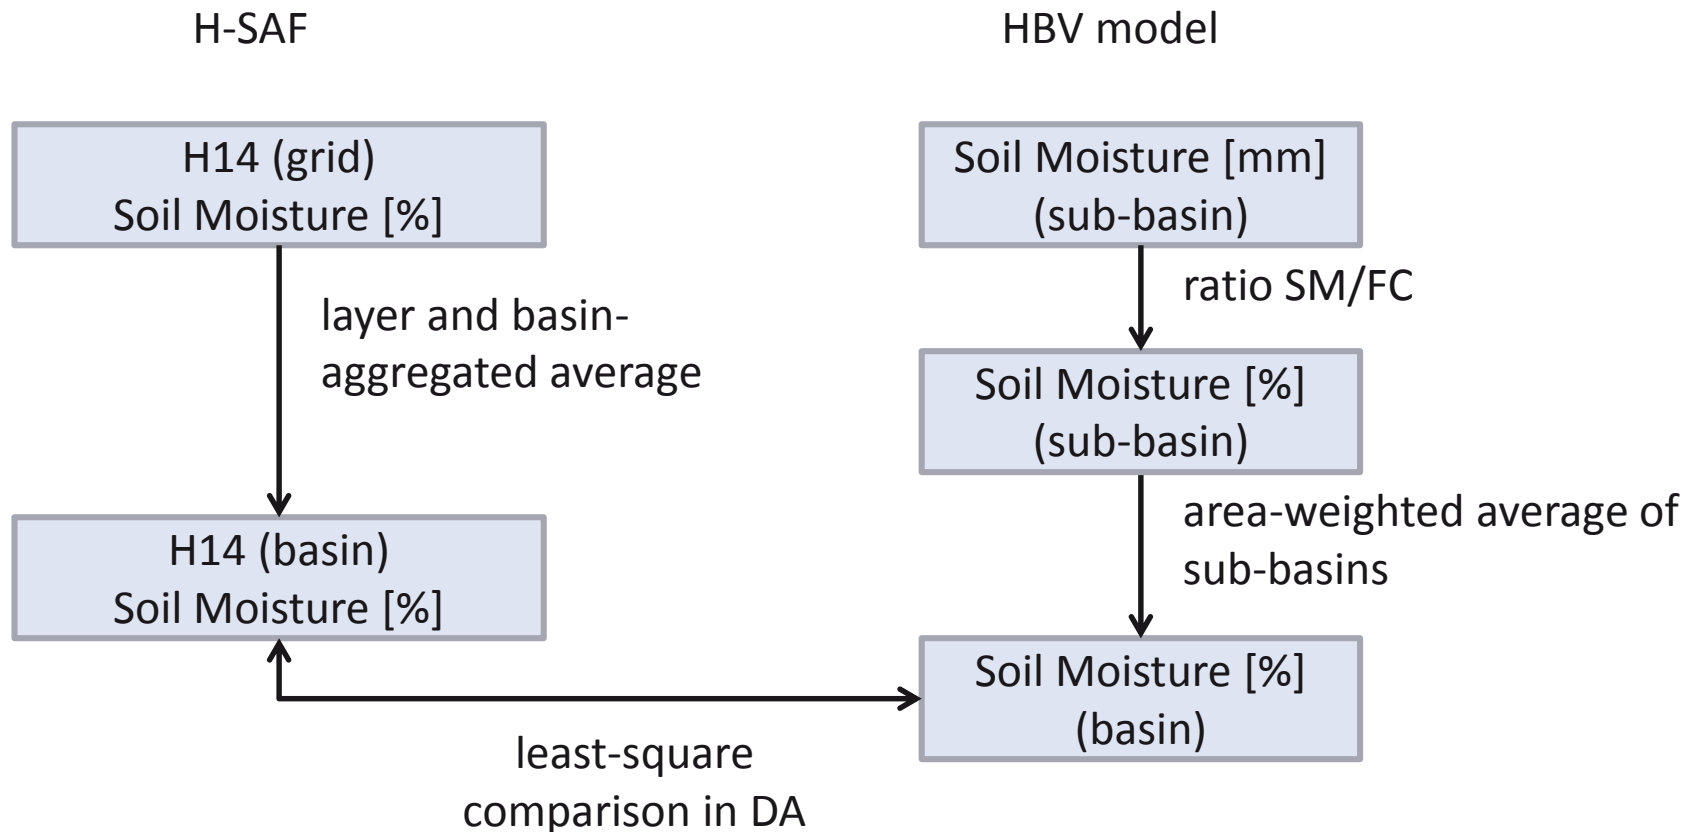 H-SAF
HBV model
H14 (grid)
Soil Moisture [%]
Soil Moisture [mm]
(sub-basin)
layer and basin-
aggregated average
ratio SM/FC
Soil Moisture [%]
(sub-basin)
H14 (basin)
Soil Moisture [%]
area-weighted average of
sub-basins
Soil Moisture [%]
(basin)
least-square
comparison in DA